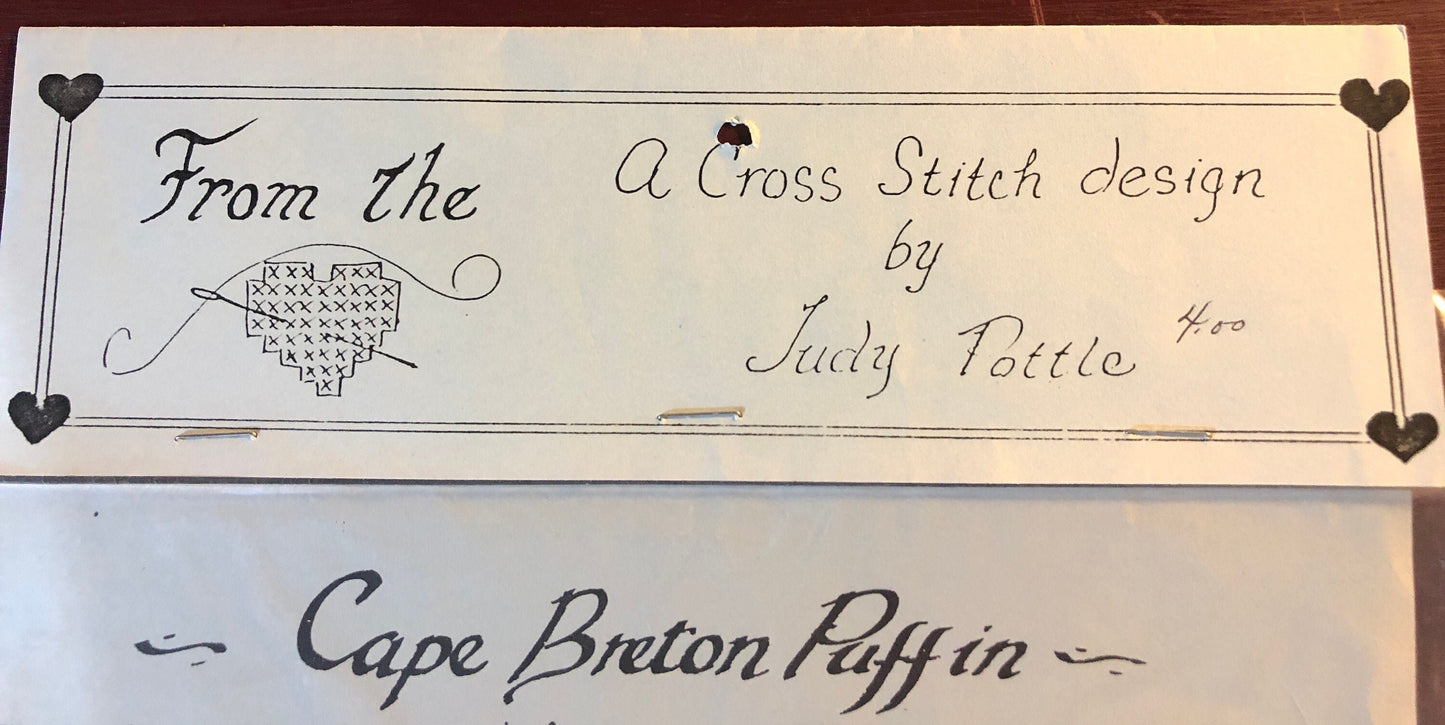 From the
A Cross Stitch design
by
Judy Pottle
4.00
~ Cape Breton Puffin ~